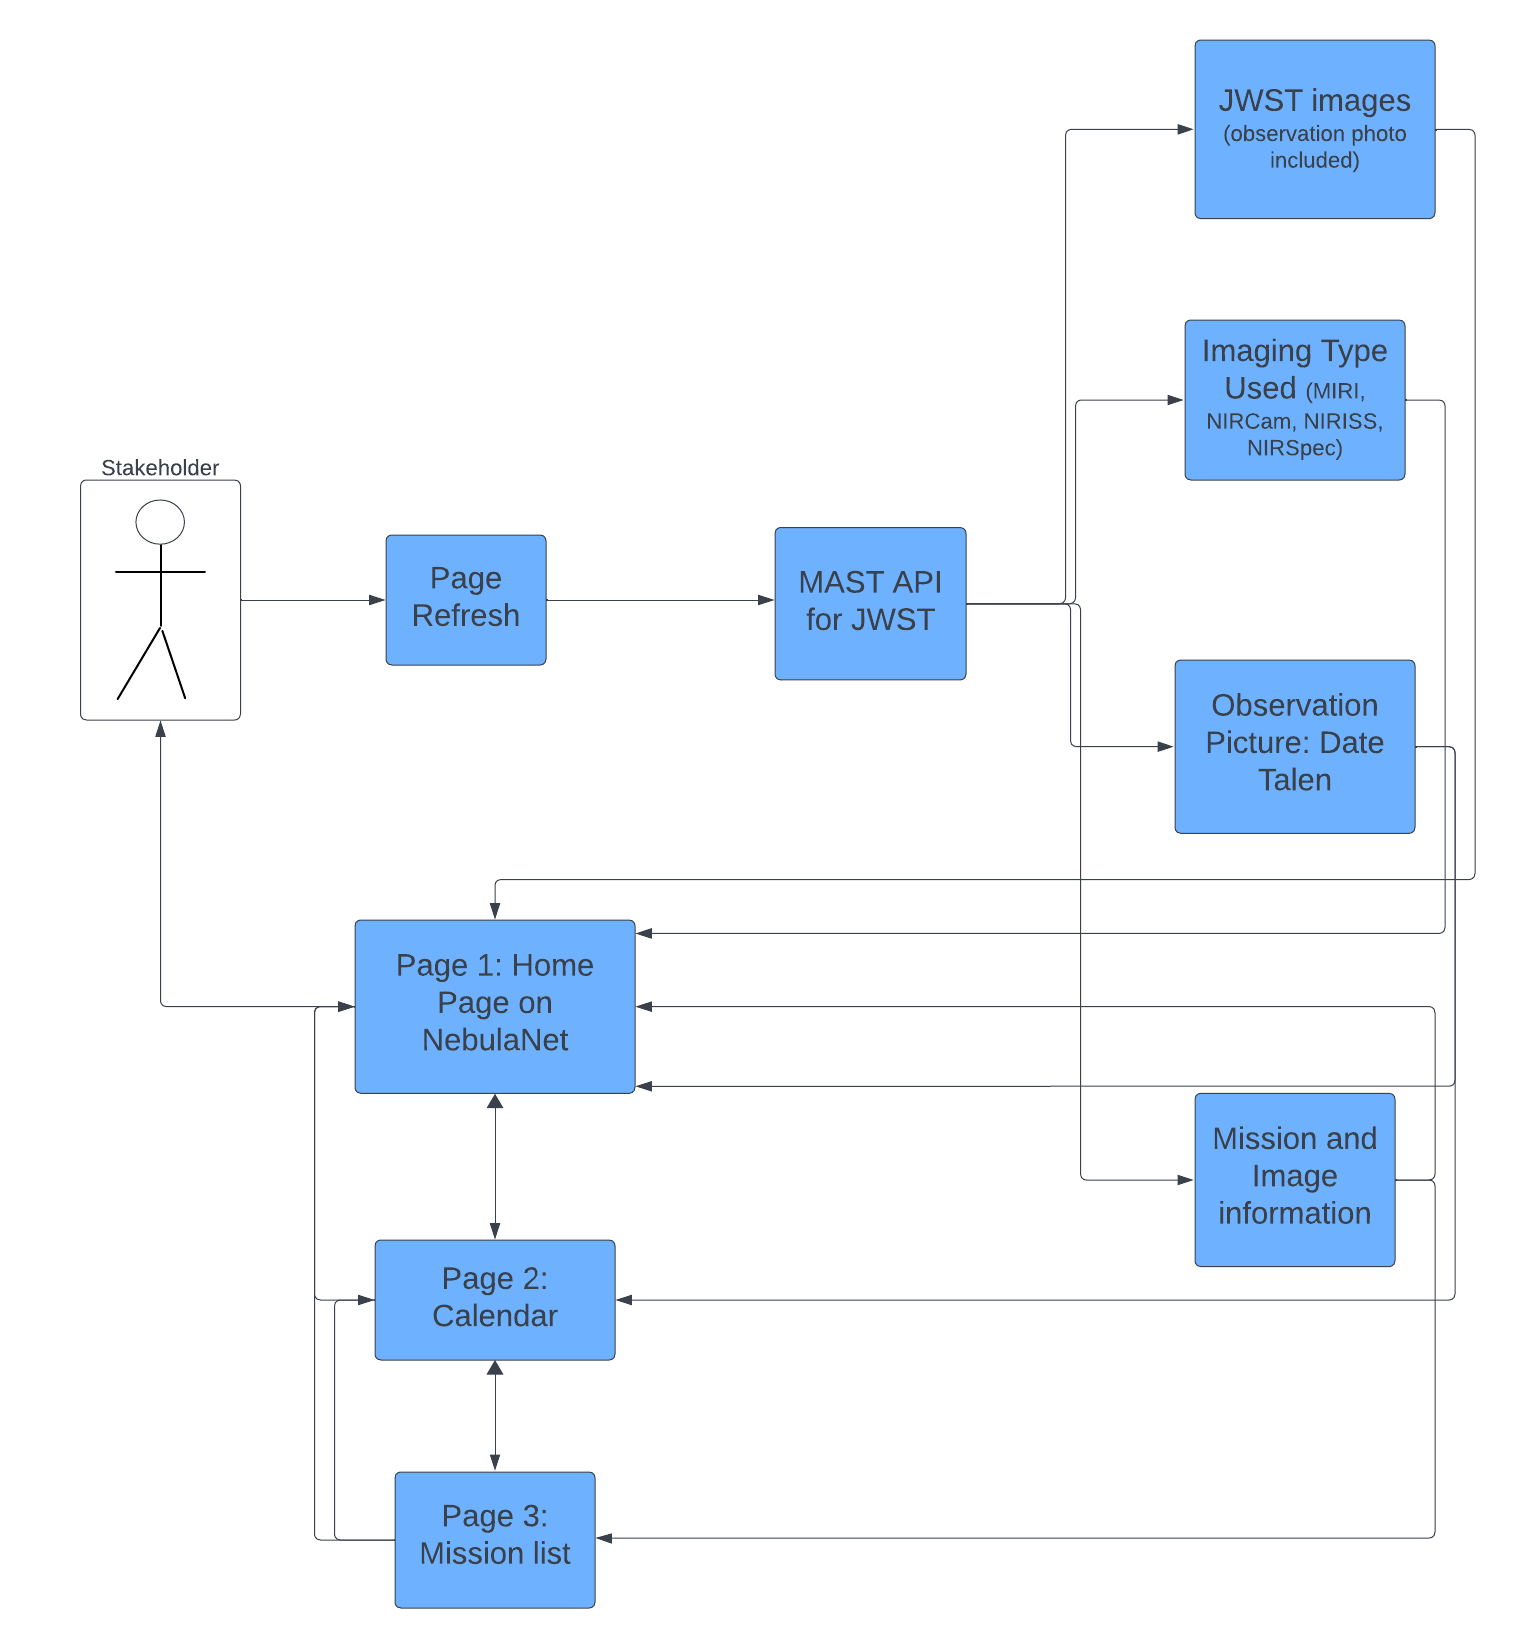 JWST images
(observation photo
included)
Imaging Type
Used (MIRI,
NIRCam, NIRISS,
NIRSpec)
Stakeholder
Page
Refresh
MAST API
for JWST
Observation
Picture: Date
Talen
Page 1: Home
Page on
NebulaNet
Mission and
Image
information
Page 2:
Calendar
Page 3:
Mission list